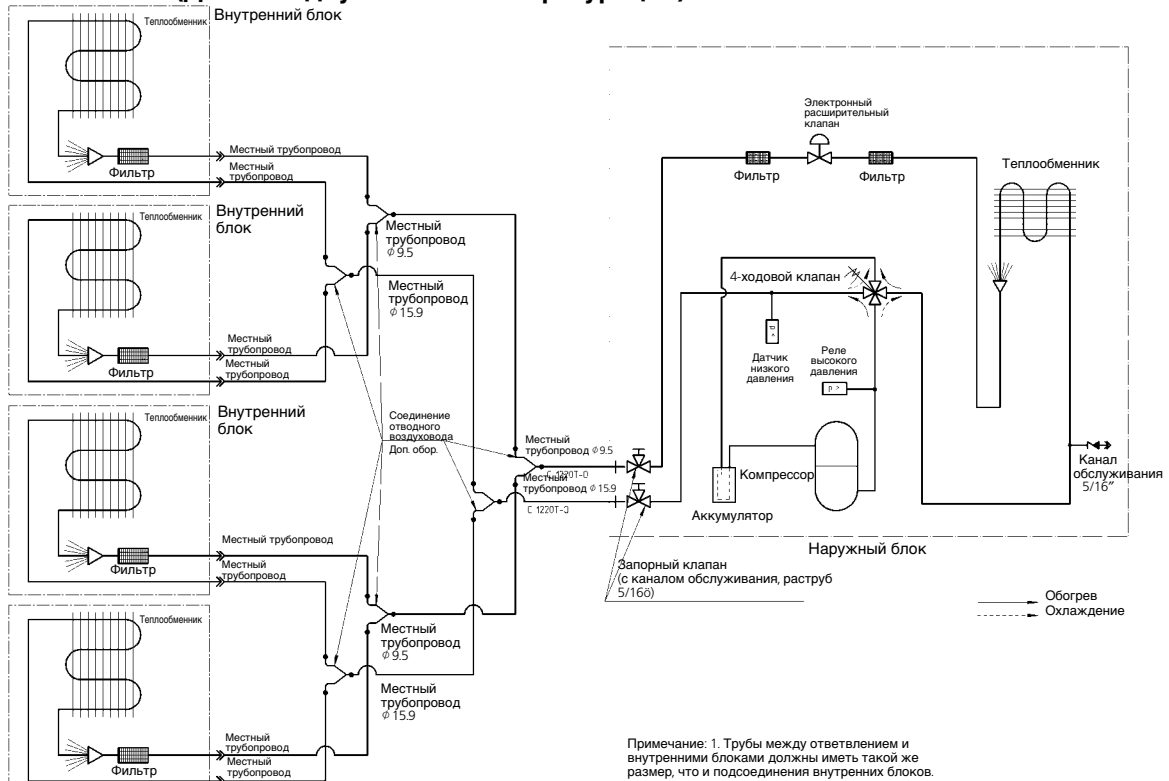 Внутренний блок
Теплообменник
Фильтр
Местный трубопровод
Местный
трубопровод
Теплообменник
Внутренний
блок
Местный
трубопровод
⌀ 9.5
Местный
трубопровод
⌀ 15.9
Местный
трубопровод
Местный
трубопровод
Фильтр
Теплообменник
Внутренний
блок
Соединение
отводного
воздуховода
Доп. обор.
Местный трубопровод
Местный
трубопровод
Фильтр
Местный
трубопровод
⌀ 9.5
Местный
трубопровод
⌀ 15.9
Теплообменник
Местный
трубопровод
Местный
трубопровод
Фильтр
Местный
трубопровод ⌀ 9.5
C 1220T-O
Местный
трубопровод ⌀ 15.9
C 1220T-O
Электронный
расширительный
клапан
Фильтр
Фильтр
Теплообменник
4-ходовой клапан
Датчик
низкого
давления
Реле
высокого
давления
P >
Компрессор
Аккумулятор
Канал
обслуживания
5/16"
Наружный блок
Запорный клапан
(с каналом обслуживания, раструб
5/16ö)
Обогрев
Охлаждение
Примечание: 1. Трубы между ответвлением и
внутренними блоками должны иметь такой же
размер, что и подсоединения внутренних блоков.